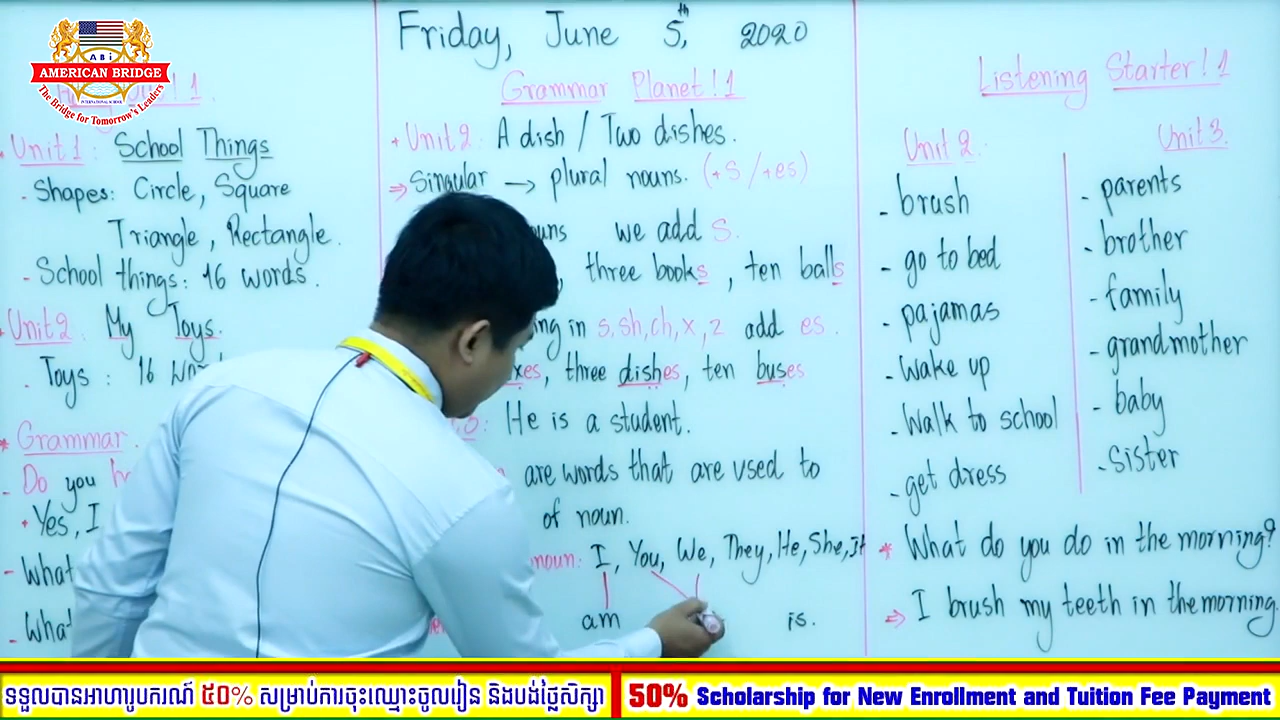 ABi
AMERICAN BRIDGE
INTERNATIONAL SCHOOL
The Bridge for Tomorrow's Leaders
Friday, June 5th, 2020
1.
Unit 1: School Things
- Shapes: Circle, Square
Triangle, Rectangle.
- School things: 16 words.
Unit 2 My Toys.
- Toys: 16
* Grammar.
- Do you
Yes, I
- What
- What
Grammar Planet! 1
+ Unit 2: A dish / Two dishes.
⇒ Singular → plural nouns. (+s /+es)
we add s.
three books, ten balls
in s, sh, ch, x, z add es.
xes, three dishes, ten buses
He is a student.
are words that are used to
of noun.
noun: I, You, We, They, He, She, It
am is.
Listening Starter! 1
Unit 2.
- brush
- go to bed
- pajamas
- Wake up
- Walk to school
- get dress
Unit 3.
- parents
- brother
- family
- grandmother
- baby
- sister
* What do you do in the morning?
⇒ I brush my teeth in the morning.
ទទួលបានអាហារូបករណ៍ ៥០% សម្រាប់ការចុះឈ្មោះចូលរៀន និងបង់ថ្លៃសិក្សា
50% Scholarship for New Enrollment and Tuition Fee Payment